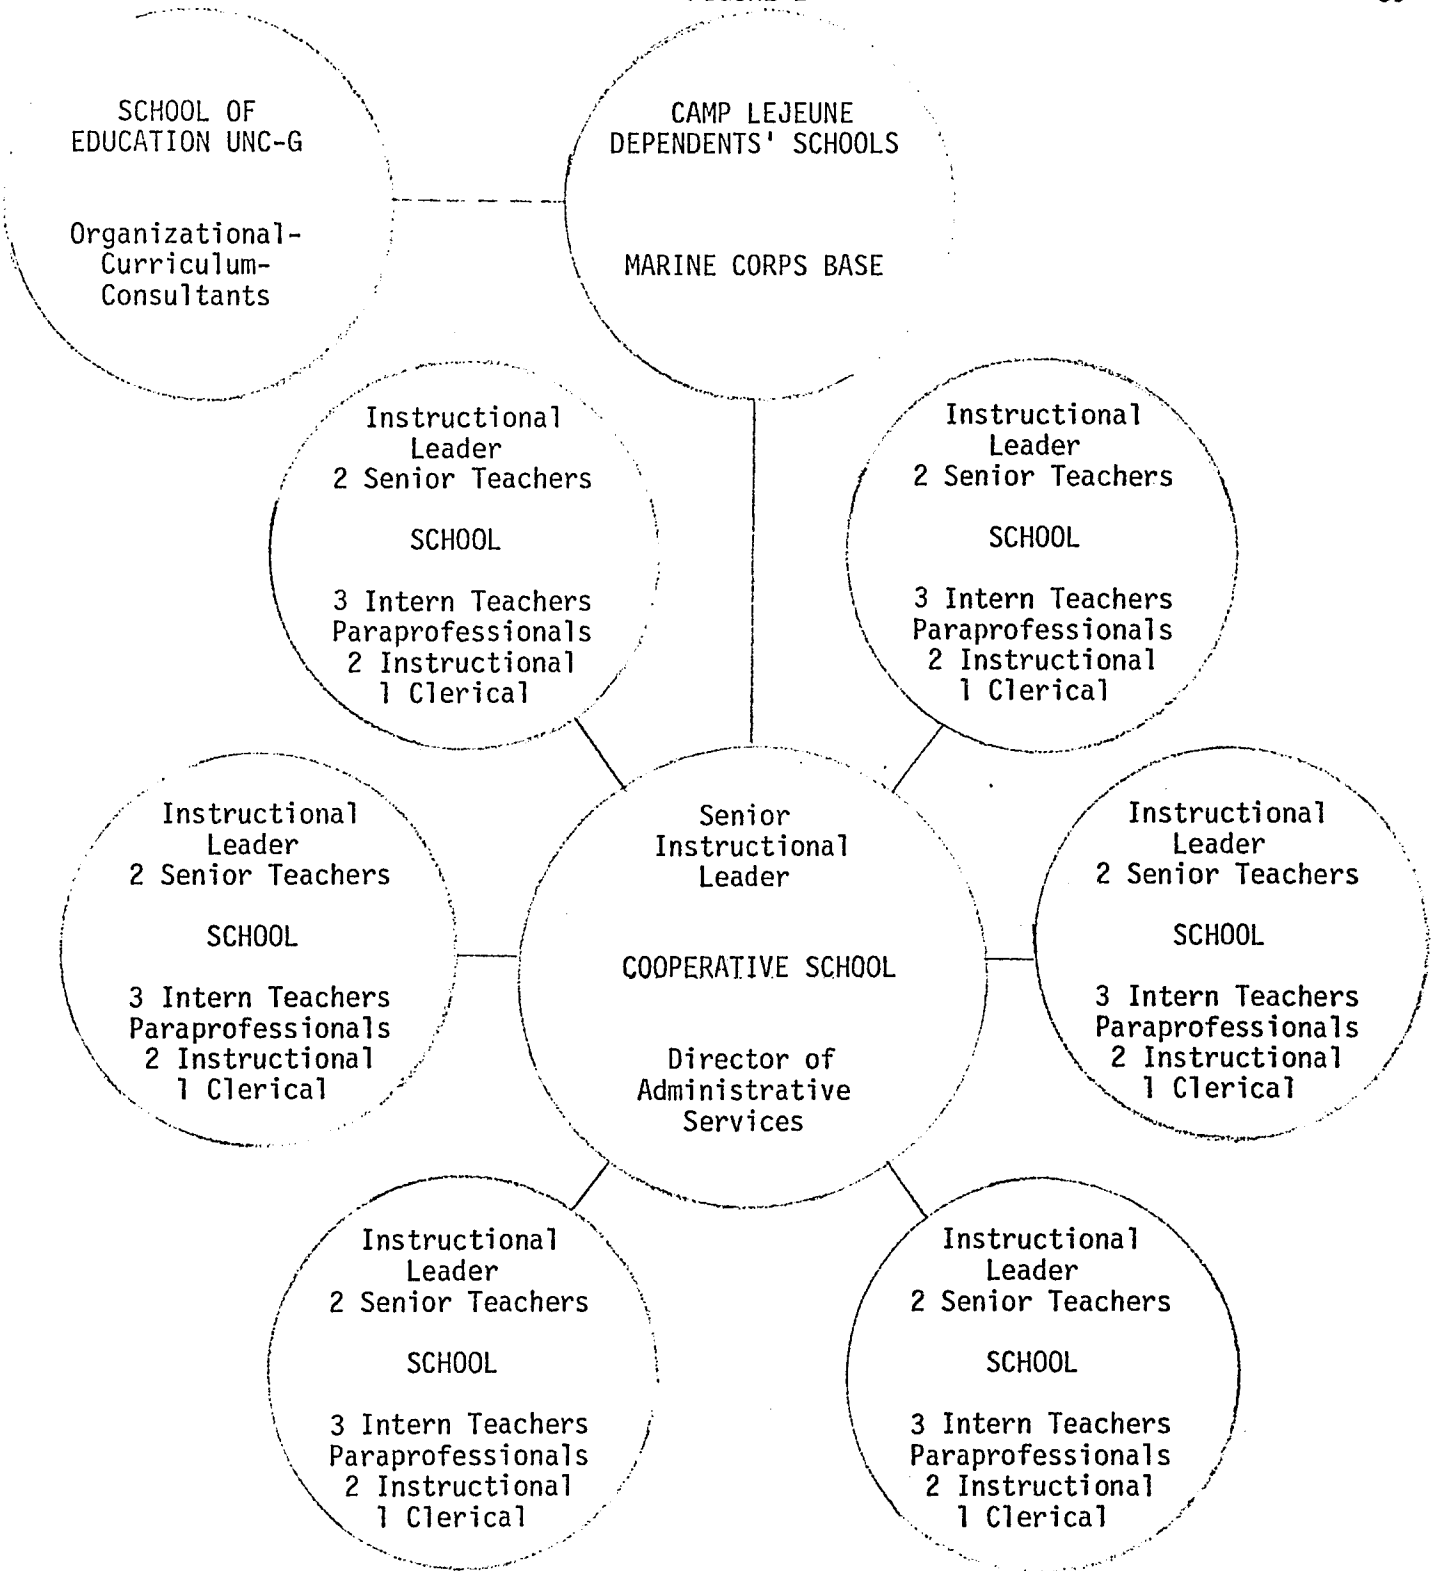 SCHOOL OF
EDUCATION UNC-G
Organizational-
Curriculum-
Consultants
CAMP LEJEUNE
DEPENDENTS' SCHOOLS
MARINE CORPS BASE
Instructional
Leader
2 Senior Teachers
SCHOOL
3 Intern Teachers
Paraprofessionals
2 Instructional
1 Clerical
Instructional
Leader
2 Senior Teachers
SCHOOL
3 Intern Teachers
Paraprofessionals
2 Instructional
1 Clerical
Instructional
Leader
2 Senior Teachers
SCHOOL
3 Intern Teachers
Paraprofessionals
2 Instructional
1 Clerical
Senior
Instructional
Leader
COOPERATIVE SCHOOL
Director of
Administrative
Services
Instructional
Leader
2 Senior Teachers
SCHOOL
3 Intern Teachers
Paraprofessionals
2 Instructional
1 Clerical
Instructional
Leader
2 Senior Teachers
SCHOOL
3 Intern Teachers
Paraprofessionals
2 Instructional
1 Clerical
Instructional
Leader
2 Senior Teachers
SCHOOL
3 Intern Teachers
Paraprofessionals
2 Instructional
1 Clerical